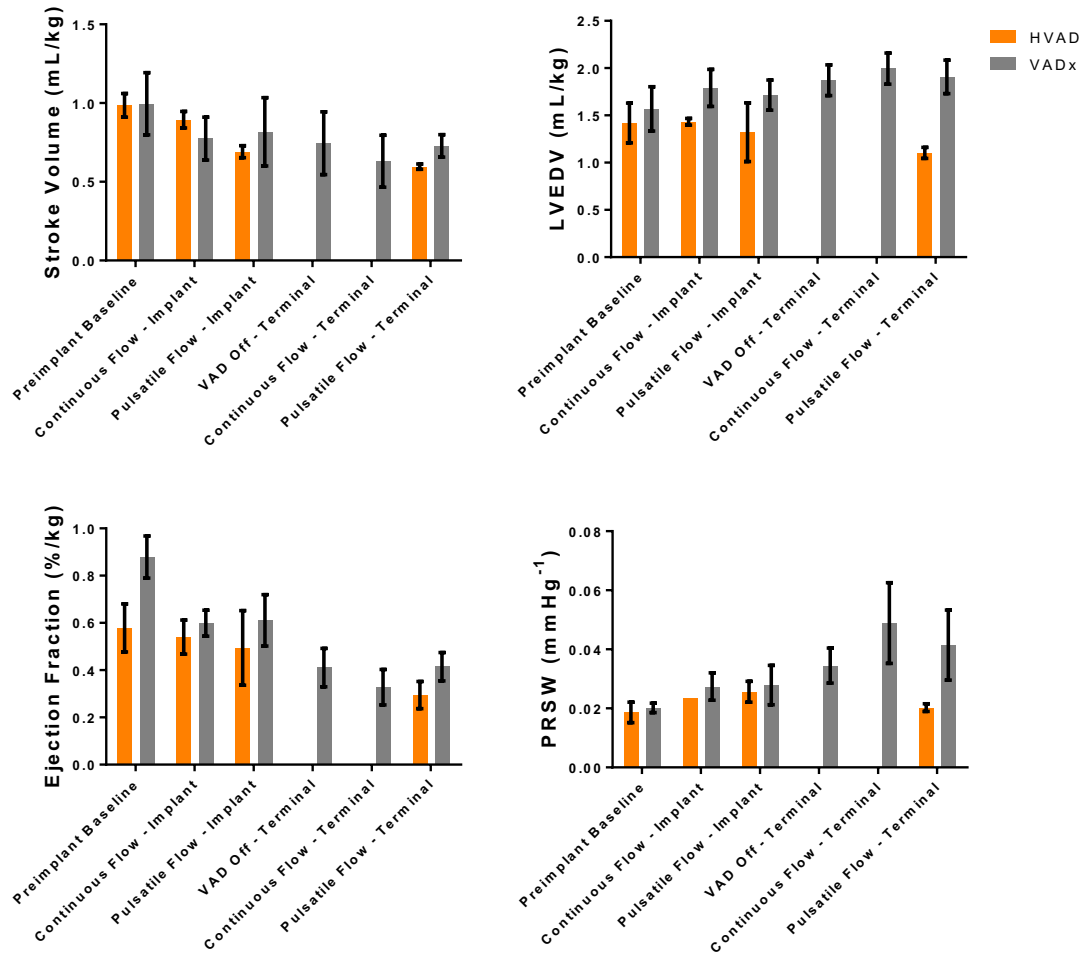 Stroke Volume (mL/kg)
1.5
1.0
0.5
0.0
Preimplant Baseline
Continuous Flow - Implant
Pulsatile Flow - Implant
VAD Off - Terminal
Continuous Flow - Terminal
Pulsatile Flow - Terminal
LVEDV (mL/kg)
2.5
2.0
1.5
1.0
0.5
0.0
Preimplant Baseline
Continuous Flow - Implant
Pulsatile Flow - Implant
VAD Off - Terminal
Continuous Flow - Terminal
Pulsatile Flow - Terminal
HVAD
VADx
Ejection Fraction (%/kg)
1.0
0.8
0.6
0.4
0.2
0.0
Preimplant Baseline
Continuous Flow - Implant
Pulsatile Flow - Implant
VAD Off - Terminal
Continuous Flow - Terminal
Pulsatile Flow - Terminal
PRSW (mmHg⁻¹)
0.08
0.06
0.04
0.02
0.00
Preimplant Baseline
Continuous Flow - Implant
Pulsatile Flow - Implant
VAD Off - Terminal
Continuous Flow - Terminal
Pulsatile Flow - Terminal